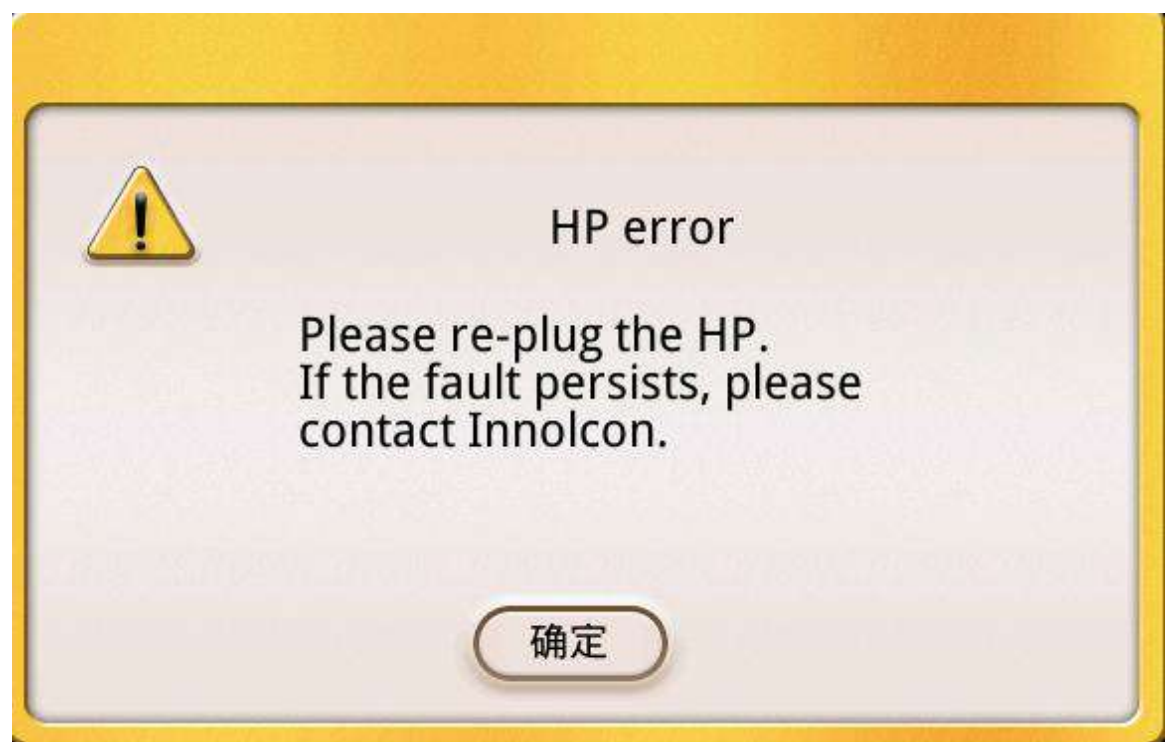 HP error
Please re-plug the HP.
If the fault persists, please
contact Innolcon.
确定